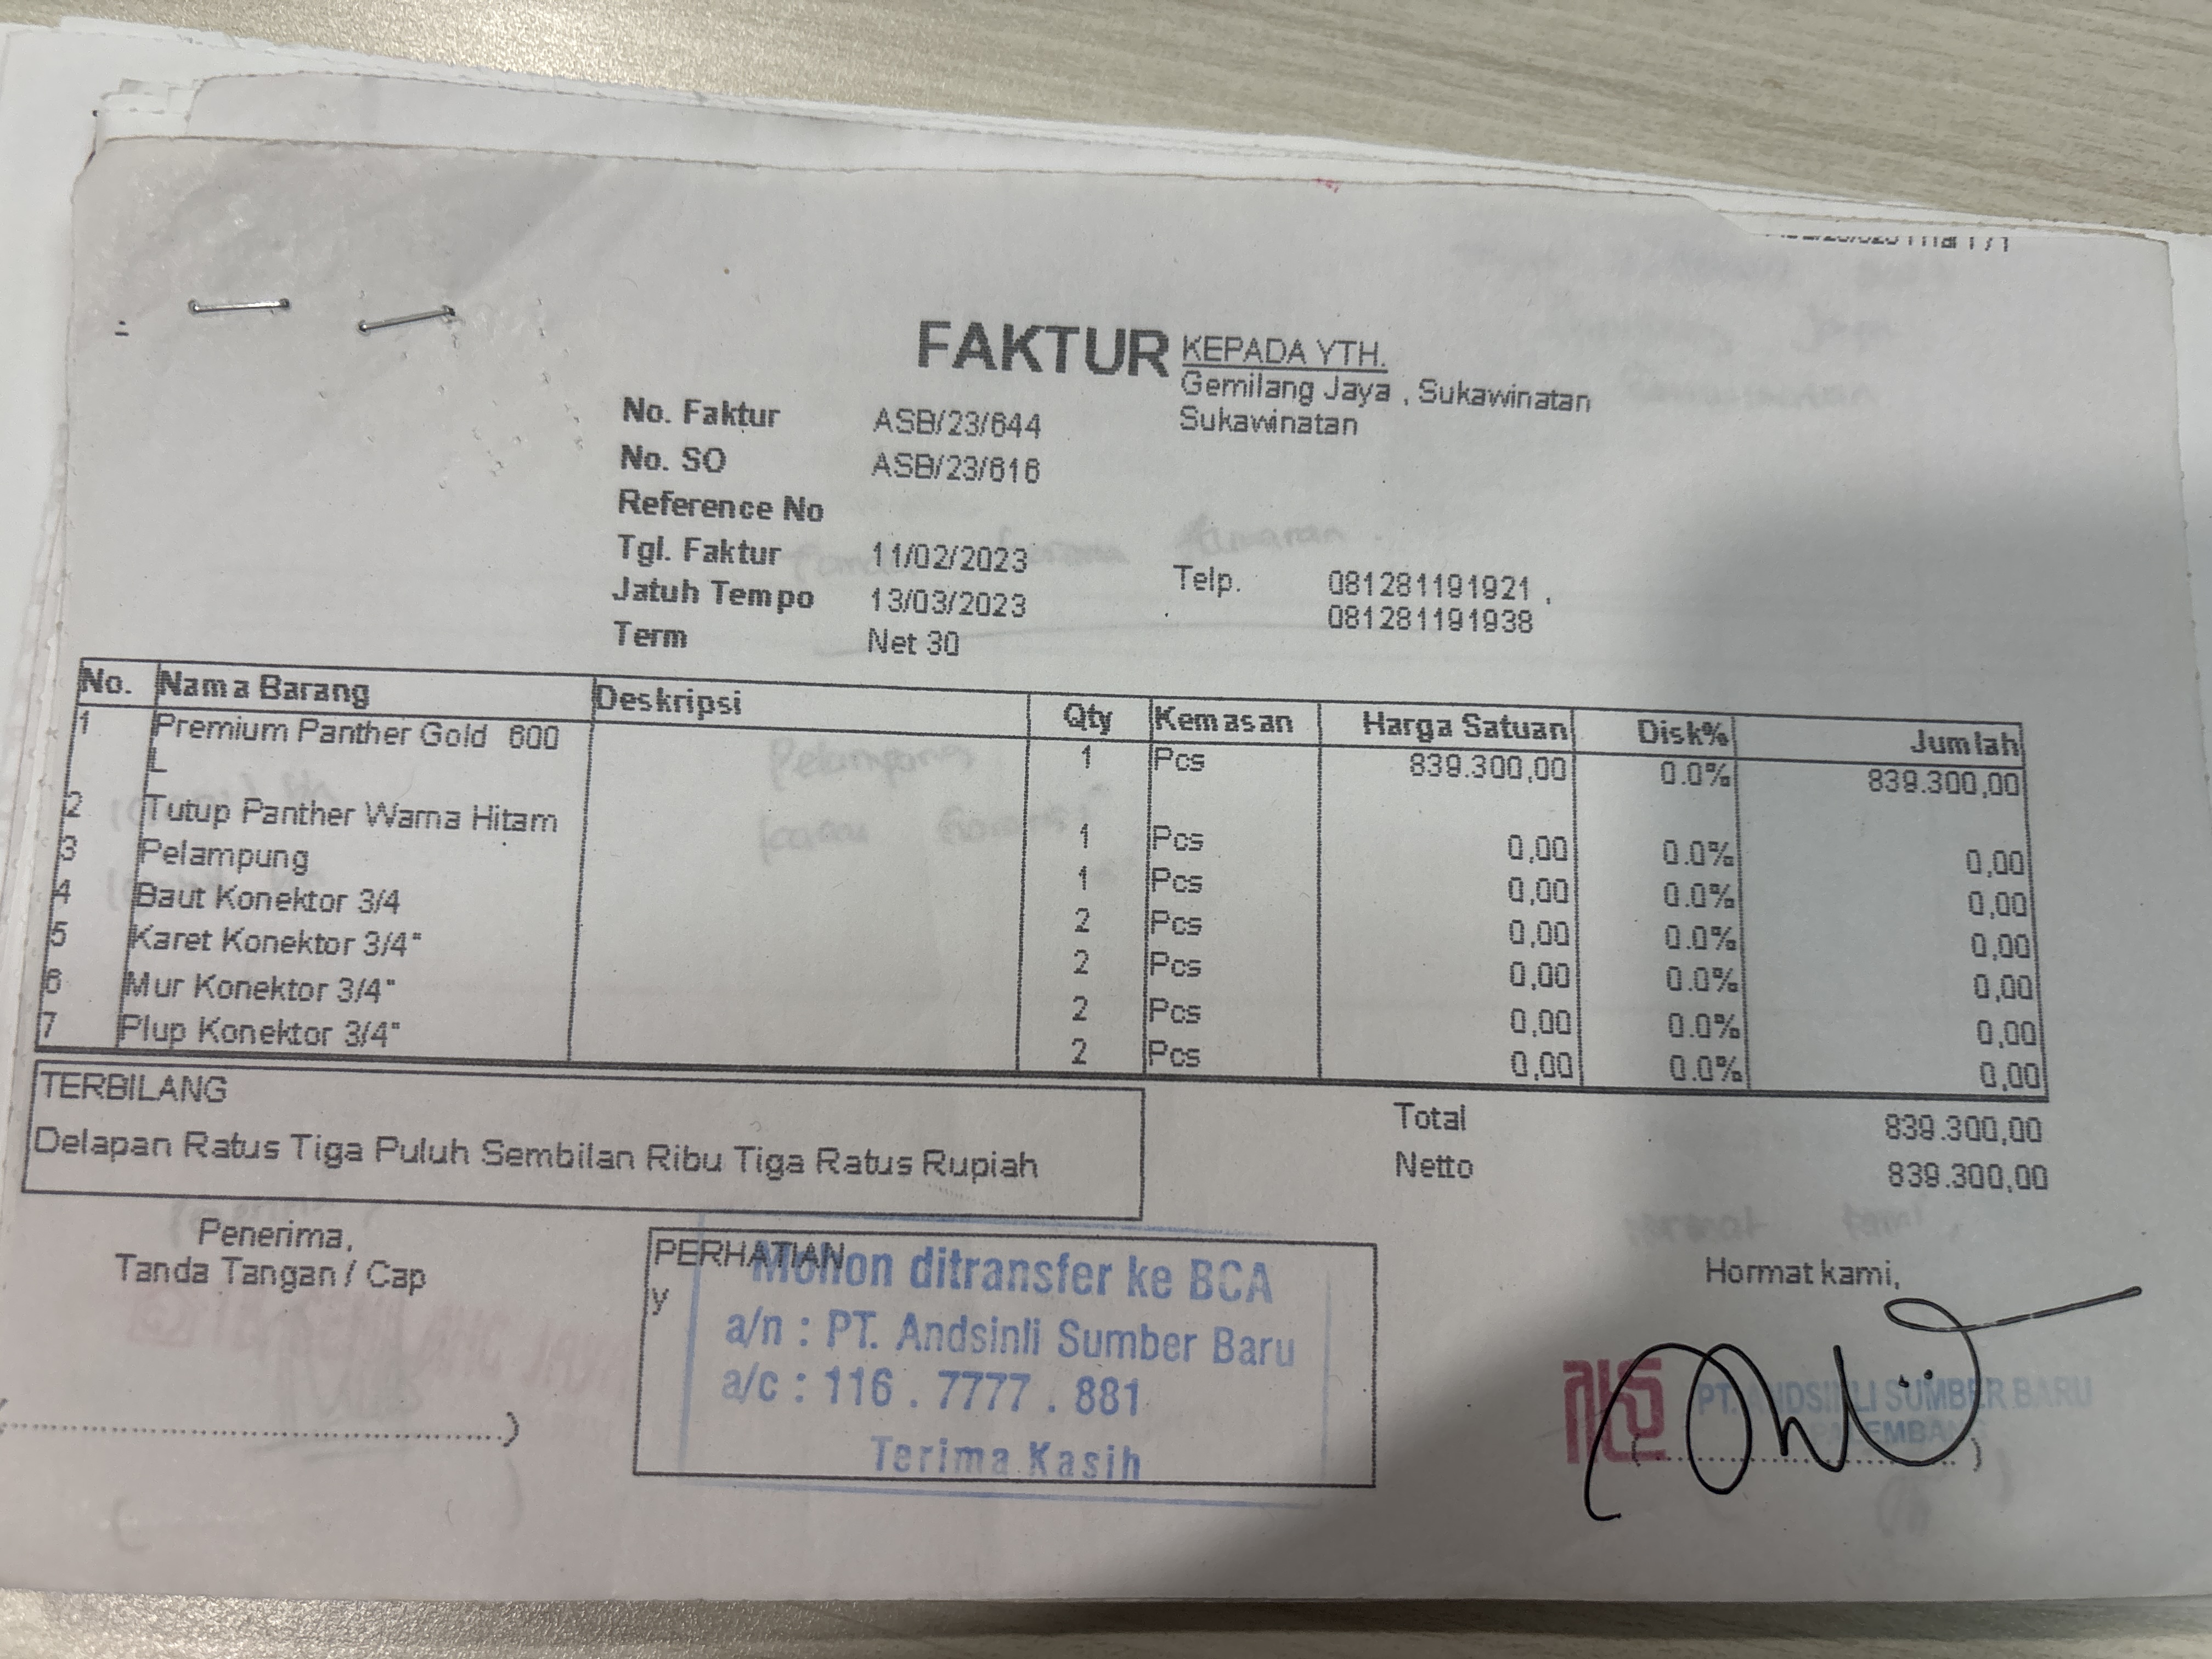 FAKTUR
KEPADA YTH.
Gemilang Jaya , Sukawinatan
Sukawinatan
No. Faktur ASB/23/644
No. SO ASB/23/616
Reference No
Tgl. Faktur 11/02/2023
Jatuh Tempo 13/03/2023
Term Net 30
Telp. 081281191921 ,
081281191938
No. Nama Barang Deskripsi Qty Kemasan Harga Satuan Disk% Jumlah
1 Premium Panther Gold 600 L 1 Pcs 839.300,00 0.0% 839.300,00
2 Tutup Panther Warna Hitam 1 Pcs 0,00 0.0% 0,00
3 Pelampung 1 Pcs 0,00 0.0% 0,00
4 Baut Konektor 3/4 2 Pcs 0,00 0.0% 0,00
5 Karet Konektor 3/4" 2 Pcs 0,00 0.0% 0,00
6 Mur Konektor 3/4" 2 Pcs 0,00 0.0% 0,00
7 Plup Konektor 3/4" 2 Pcs 0,00 0.0% 0,00
TERBILANG
Delapan Ratus Tiga Puluh Sembilan Ribu Tiga Ratus Rupiah
Total 839.300,00
Netto 839.300,00
Penerima,
Tanda Tangan / Cap
PERHATIAN
y
Mohon ditransfer ke BCA
a/n : PT. Andsinli Sumber Baru
a/c : 116 . 7777 . 881
Terima Kasih
Hormat kami,
PT. ANDSINLI SUMBER BARU
PALEMBANG